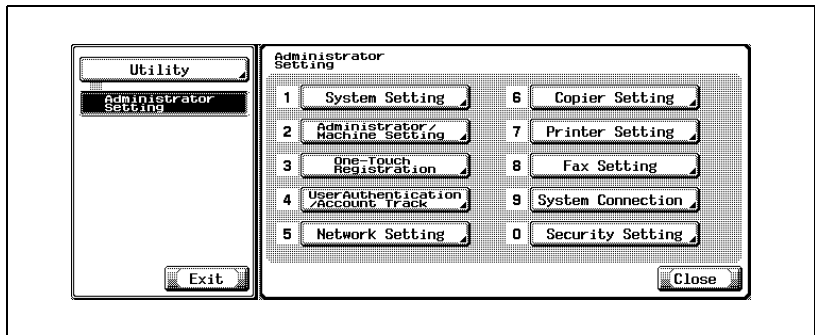 Utility
Administrator
Setting
Exit
Administrator
Setting
1 System Setting
2 Administrator/
Machine Setting
3 One-Touch
Registration
4 UserAuthentication
/Account Track
5 Network Setting
6 Copier Setting
7 Printer Setting
8 Fax Setting
9 System Connection
0 Security Setting
Close